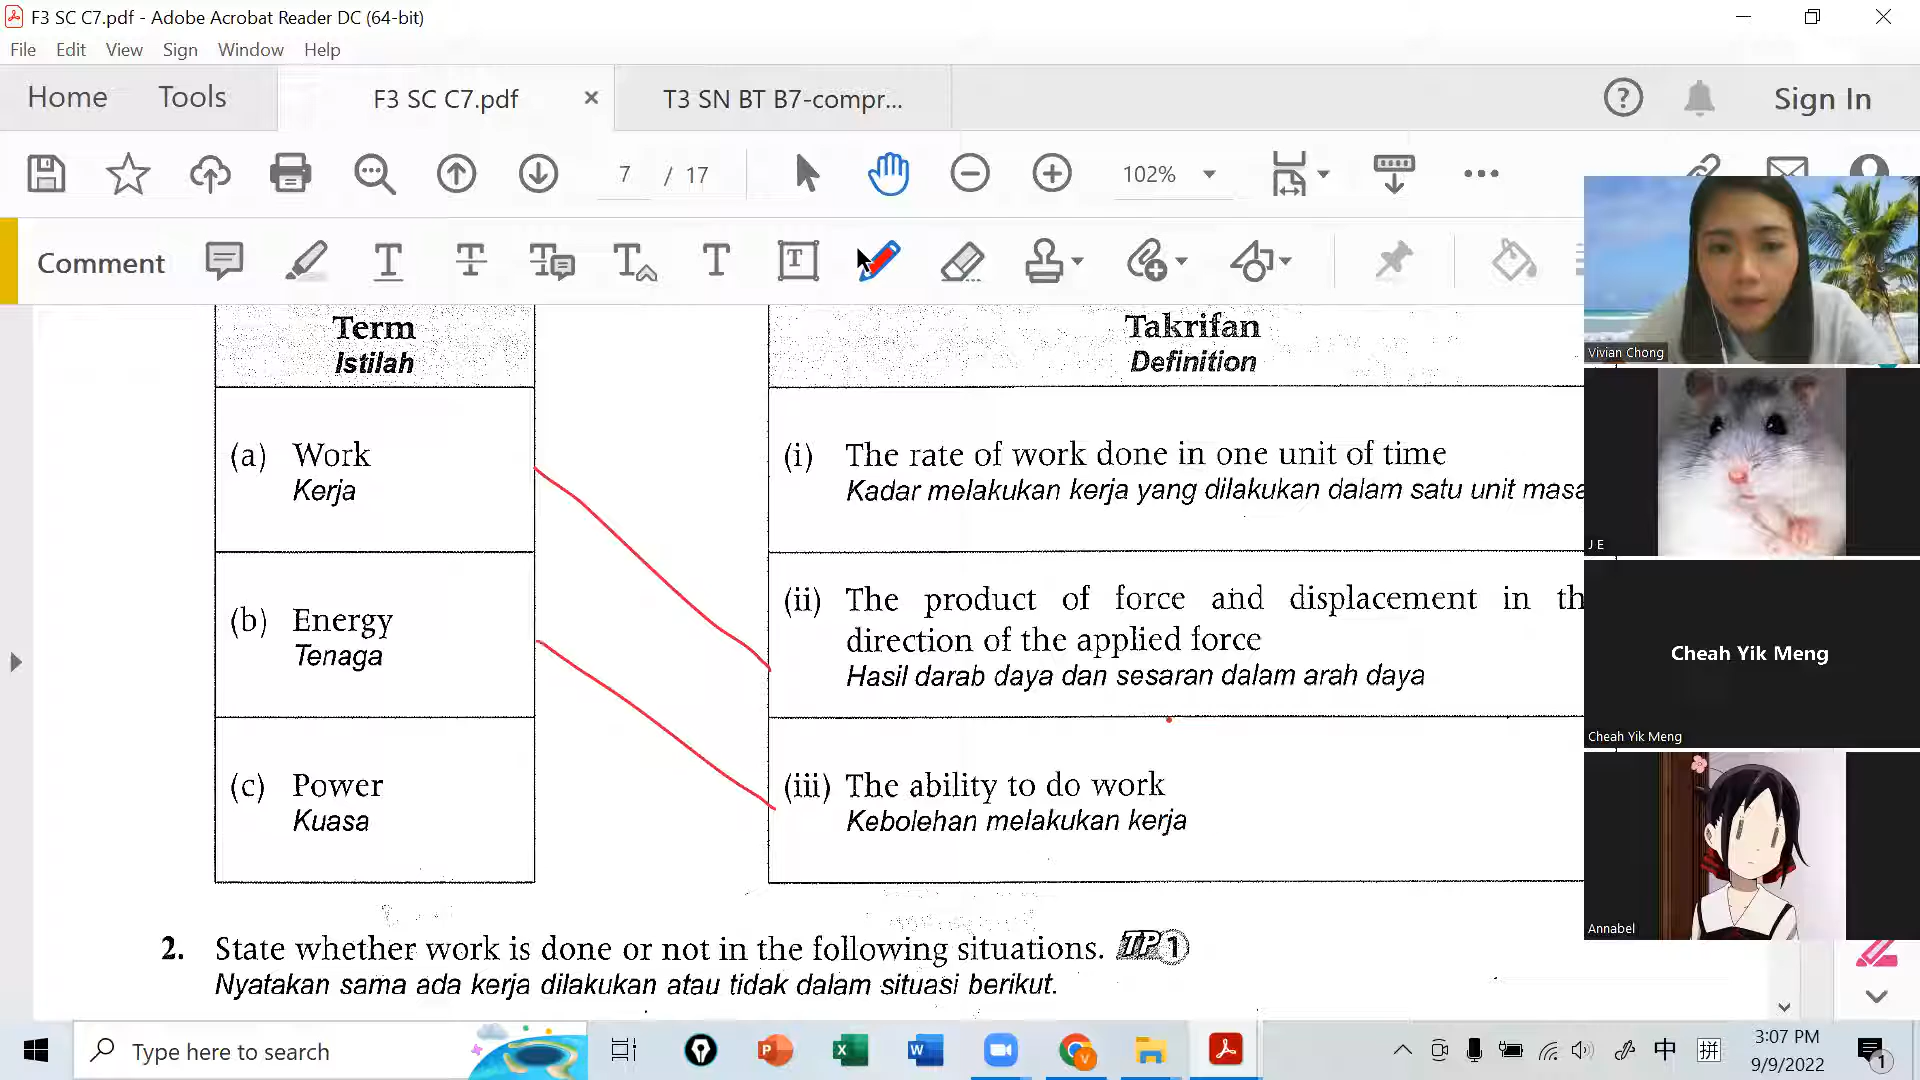 F3 SC C7.pdf - Adobe Acrobat Reader DC (64-bit)
File Edit View Sign Window Help
Home Tools F3 SC C7.pdf × T3 SN BT B7-compr... Sign In
7 / 17 102%
Comment
Term
Istilah
Takrifan
Definition
(a) Work
Kerja
(i) The rate of work done in one unit of time
Kadar melakukan kerja yang dilakukan dalam satu unit masa
(b) Energy
Tenaga
(ii) The product of force and displacement in th
direction of the applied force
Hasil darab daya dan sesaran dalam arah daya
(c) Power
Kuasa
(iii) The ability to do work
Kebolehan melakukan kerja
2. State whether work is done or not in the following situations. TP 1
Nyatakan sama ada kerja dilakukan atau tidak dalam situasi berikut.
Vivian Chong
J E
Cheah Yik Meng
Cheah Yik Meng
Annabel
Type here to search
中 拼
3:07 PM
9/9/2022
1